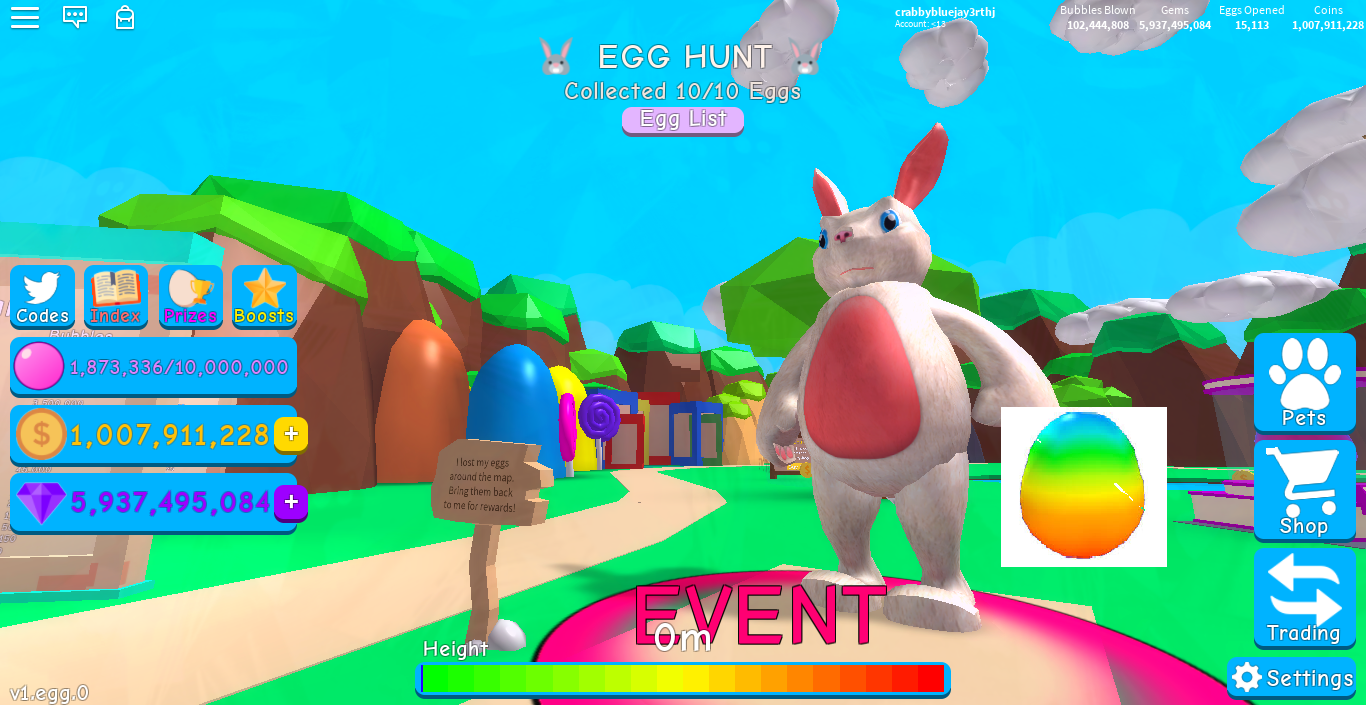 crabbybluejay3rthj
Account: <13
Bubbles Blown
102,444,808
Gems
5,937,495,084
Eggs Opened
15,113
Coins
1,007,911,228
EGG HUNT
Collected 10/10 Eggs
Egg List
Codes
Index
Prizes
Boosts
Bubbles
1,873,336/10,000,000
1,007,911,228
+
5,937,495,084
+
I lost my eggs
around the map.
Bring them back
to me for rewards!
Pets
Shop
Trading
Settings
EVENT
0m
Height
v1.egg.0